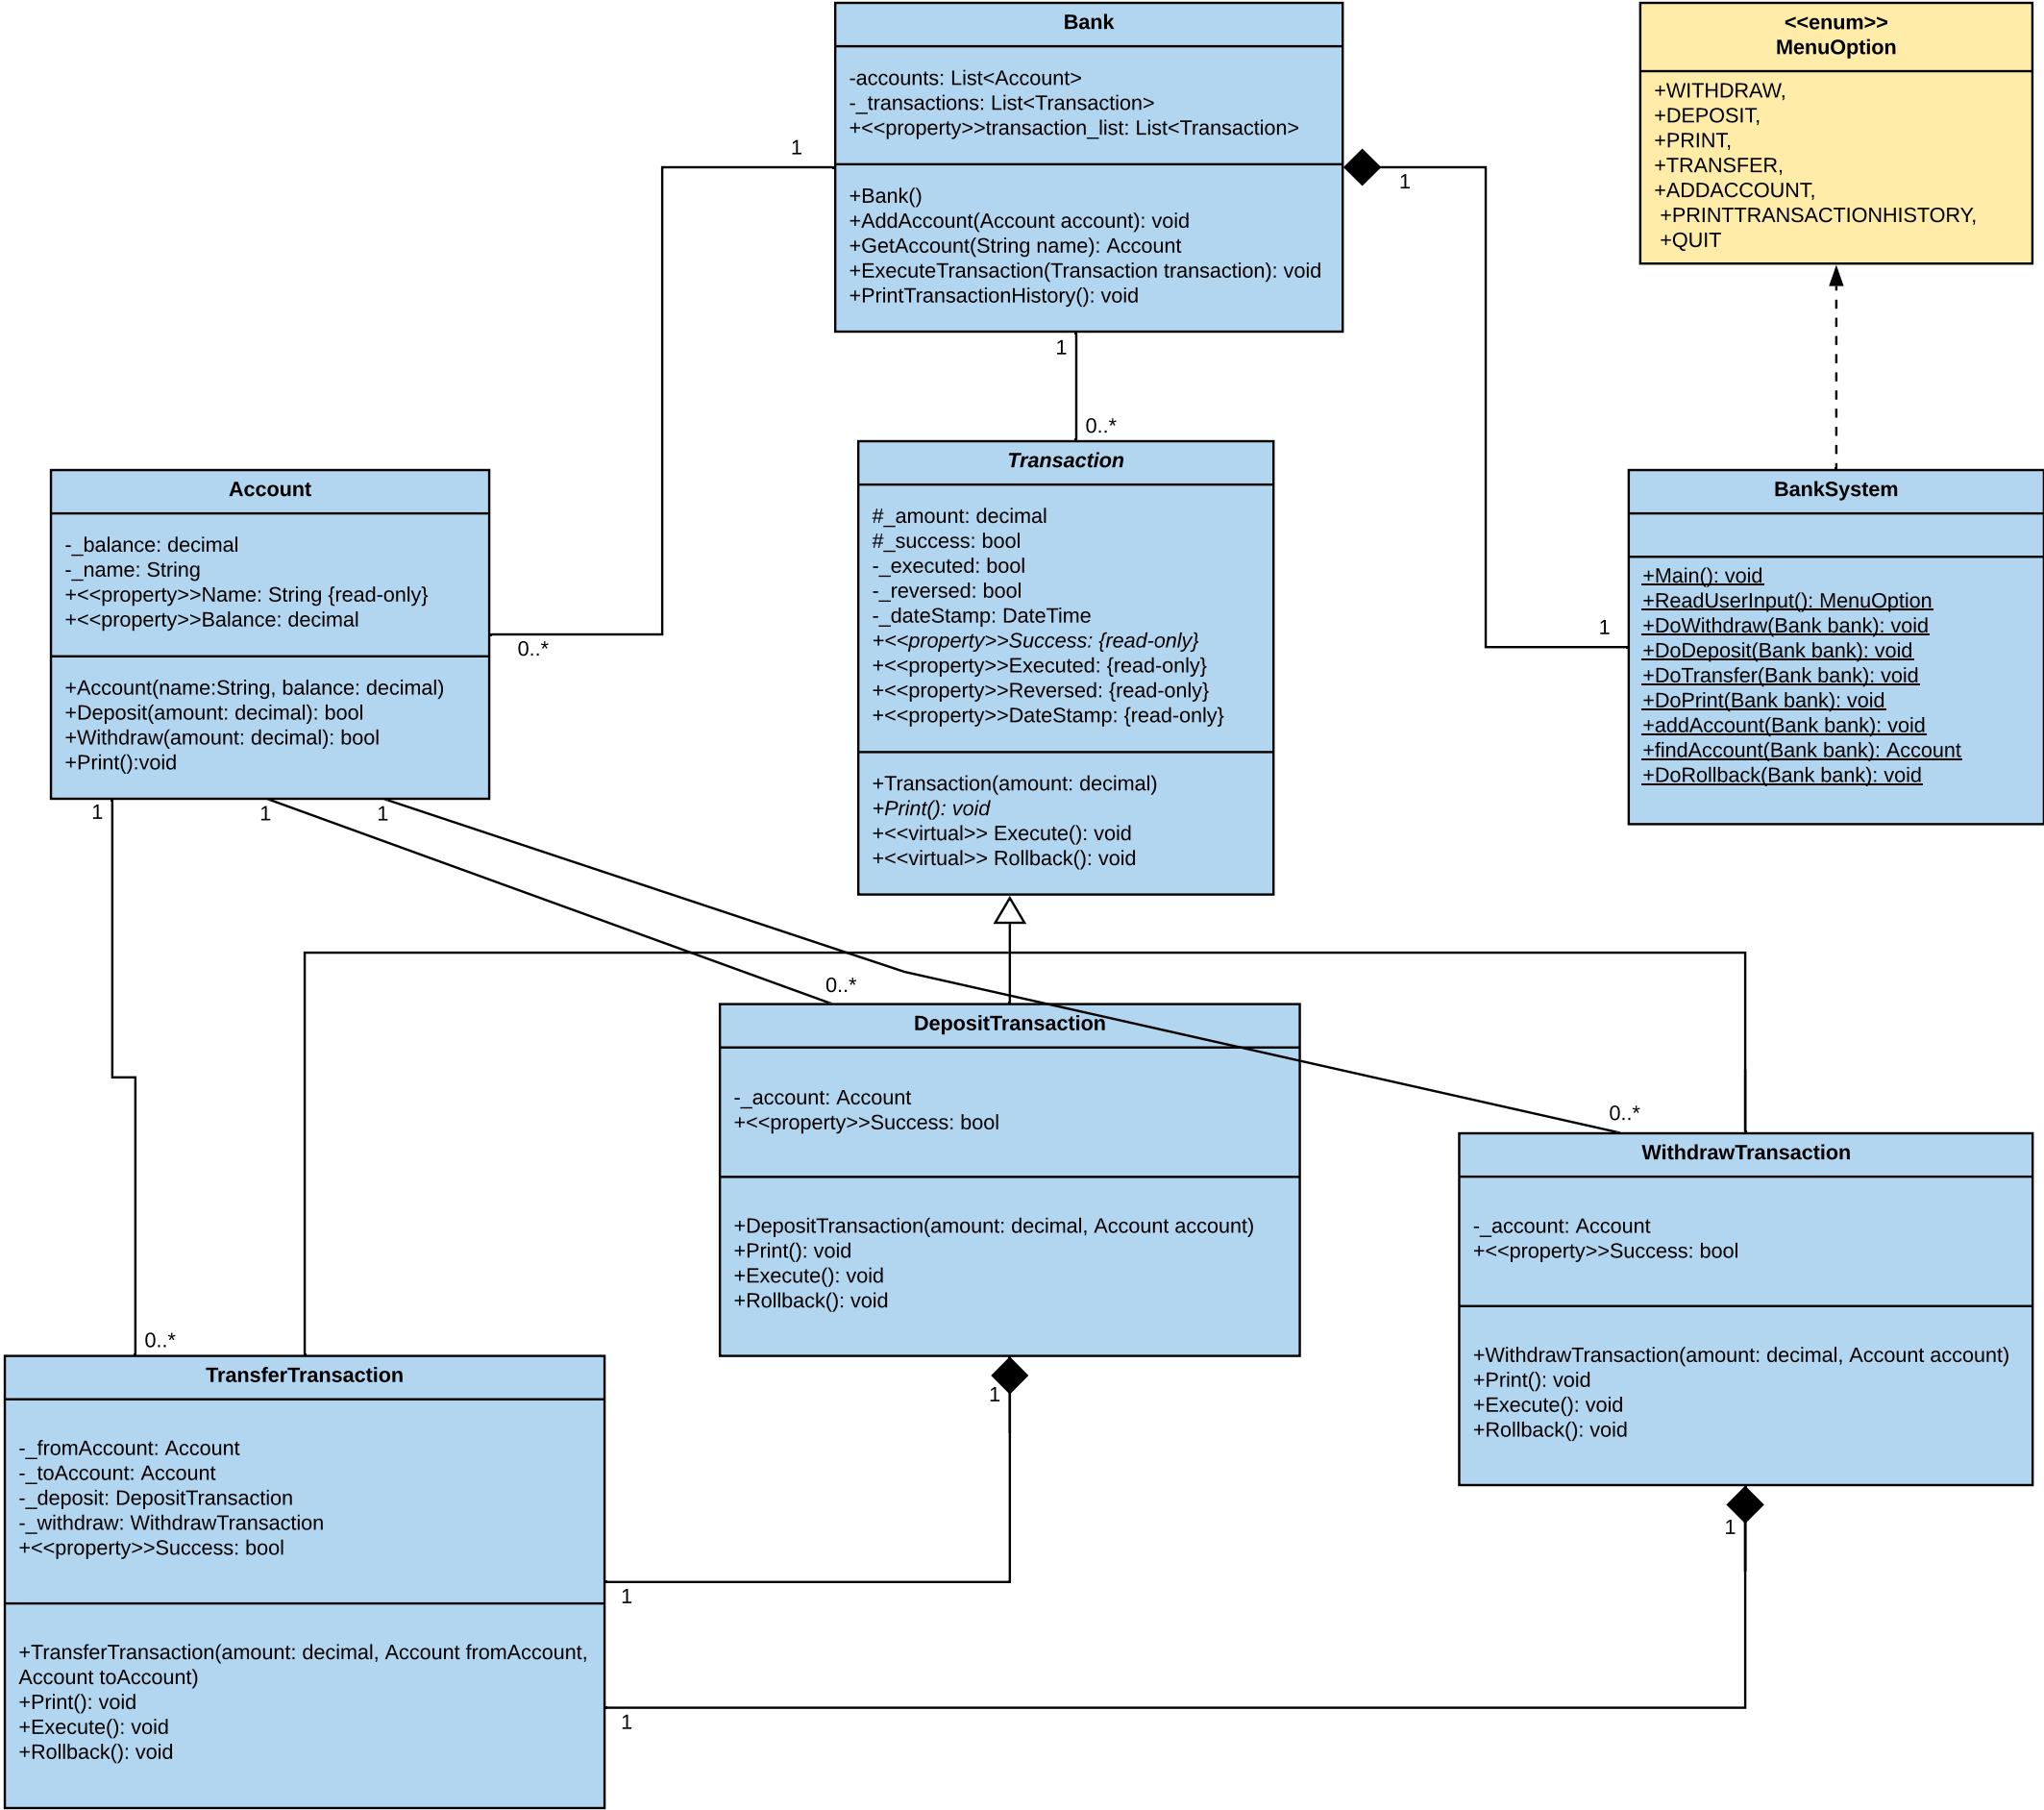 Bank
-accounts: List<Account>
-_transactions: List<Transaction>
+<<property>>transaction_list: List<Transaction>
+Bank()
+AddAccount(Account account): void
+GetAccount(String name): Account
+ExecuteTransaction(Transaction transaction): void
+PrintTransactionHistory(): void
<<enum>>
MenuOption
+WITHDRAW,
+DEPOSIT,
+PRINT,
+TRANSFER,
+ADDACCOUNT,
+PRINTTRANSACTIONHISTORY,
+QUIT
1
1
1
0..*
Account
-_balance: decimal
-_name: String
+<<property>>Name: String {read-only}
+<<property>>Balance: decimal
+Account(name:String, balance: decimal)
+Deposit(amount: decimal): bool
+Withdraw(amount: decimal): bool
+Print():void
0..*
Transaction
#_amount: decimal
#_success: bool
-_executed: bool
-_reversed: bool
-_dateStamp: DateTime
+<<property>>Success: {read-only}
+<<property>>Executed: {read-only}
+<<property>>Reversed: {read-only}
+<<property>>DateStamp: {read-only}
+Transaction(amount: decimal)
+Print(): void
+<<virtual>> Execute(): void
+<<virtual>> Rollback(): void
1
BankSystem
+Main(): void
+ReadUserInput(): MenuOption
+DoWithdraw(Bank bank): void
+DoDeposit(Bank bank): void
+DoTransfer(Bank bank): void
+DoPrint(Bank bank): void
+addAccount(Bank bank): void
+findAccount(Bank bank): Account
+DoRollback(Bank bank): void
1
1
1
0..*
DepositTransaction
-_account: Account
+<<property>>Success: bool
+DepositTransaction(amount: decimal, Account account)
+Print(): void
+Execute(): void
+Rollback(): void
1
0..*
WithdrawTransaction
-_account: Account
+<<property>>Success: bool
+WithdrawTransaction(amount: decimal, Account account)
+Print(): void
+Execute(): void
+Rollback(): void
1
0..*
TransferTransaction
-_fromAccount: Account
-_toAccount: Account
-_deposit: DepositTransaction
-_withdraw: WithdrawTransaction
+<<property>>Success: bool
+TransferTransaction(amount: decimal, Account fromAccount,
Account toAccount)
+Print(): void
+Execute(): void
+Rollback(): void
1
1